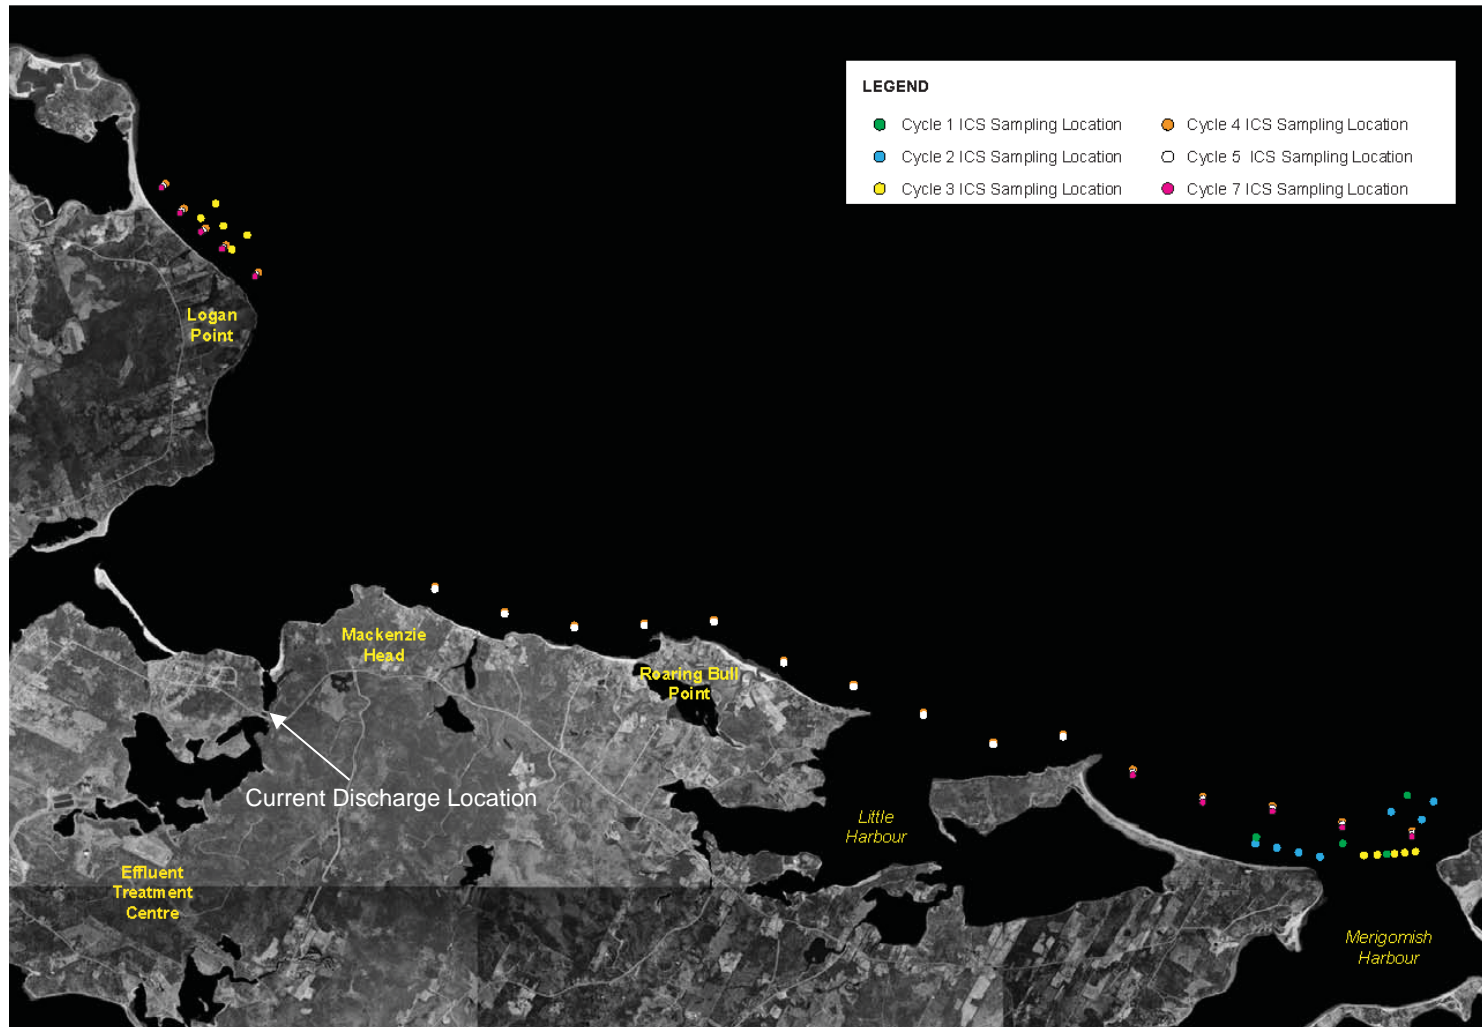 LEGEND
Cycle 1 ICS Sampling Location
Cycle 4 ICS Sampling Location
Cycle 2 ICS Sampling Location
Cycle 5 ICS Sampling Location
Cycle 3 ICS Sampling Location
Cycle 7 ICS Sampling Location
Logan
Point
Mackenzie
Head
Roaring Bull
Point
Current Discharge Location
Little
Harbour
Effluent
Treatment
Centre
Merigomish
Harbour